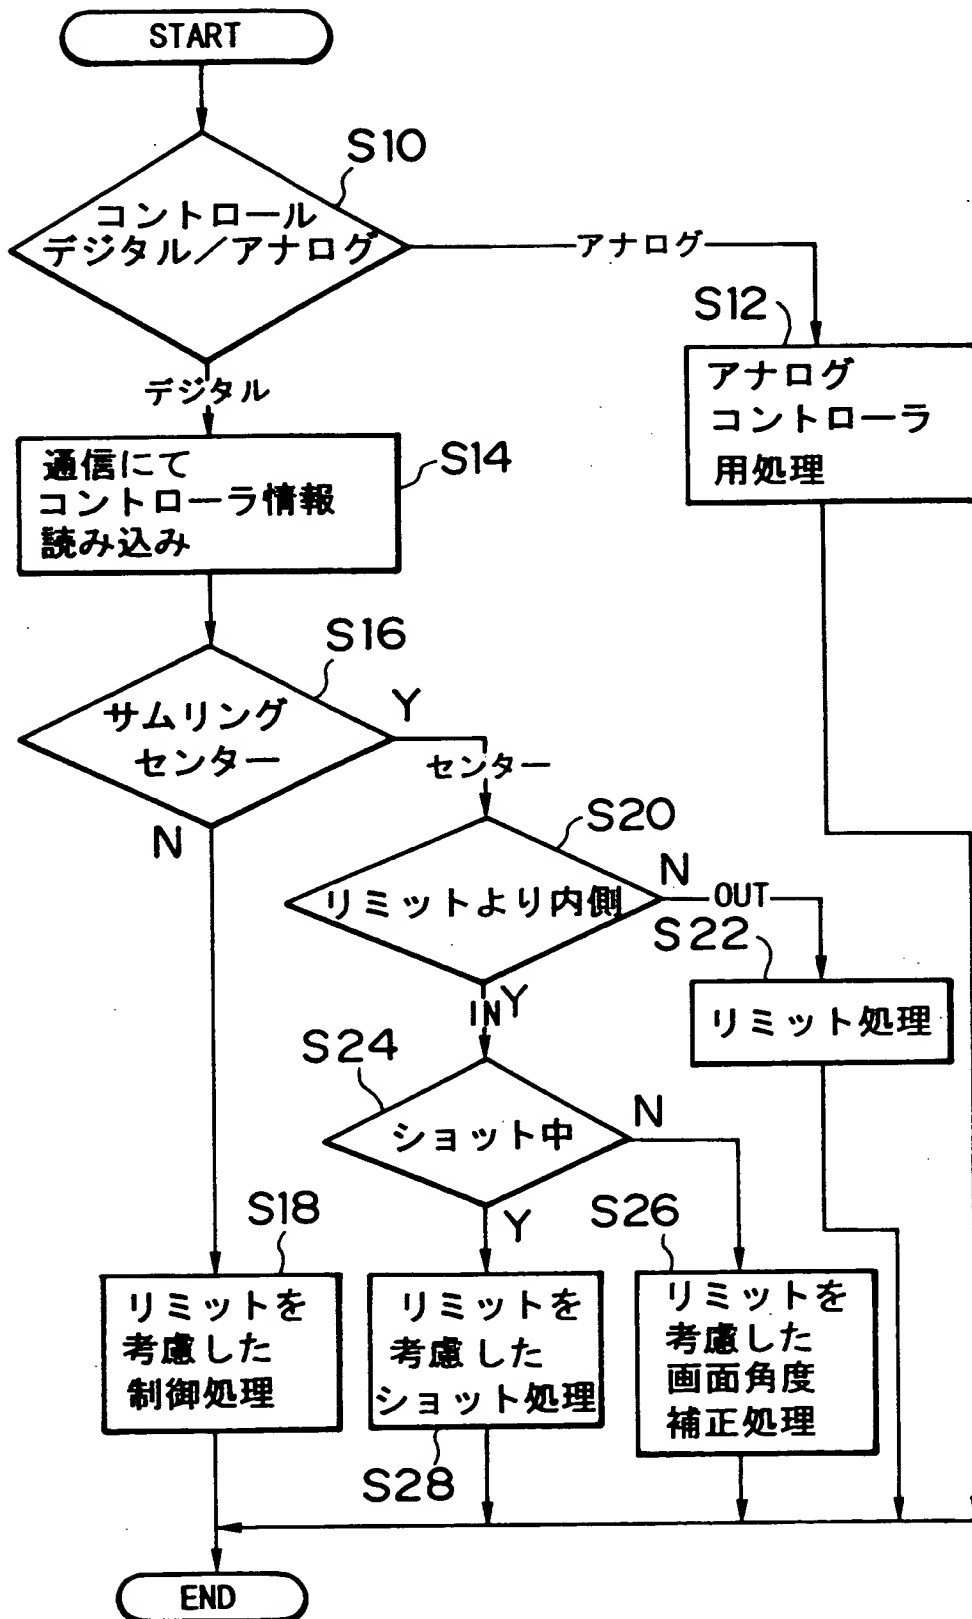 START
S10
コントロール
デジタル／アナログ
アナログ
S12
アナログ
コントローラ
用処理
デジタル
通信にて
コントローラ情報
読み込み
S14
S16
サムリング
センター
Y
センター
N
S20
リミットより内側
N
OUT
S22
リミット処理
Y
IN
S24
ショット中
N
Y
S18
リミットを
考慮した
制御処理
リミットを
考慮した
ショット処理
S28
S26
リミットを
考慮した
画面角度
補正処理
END